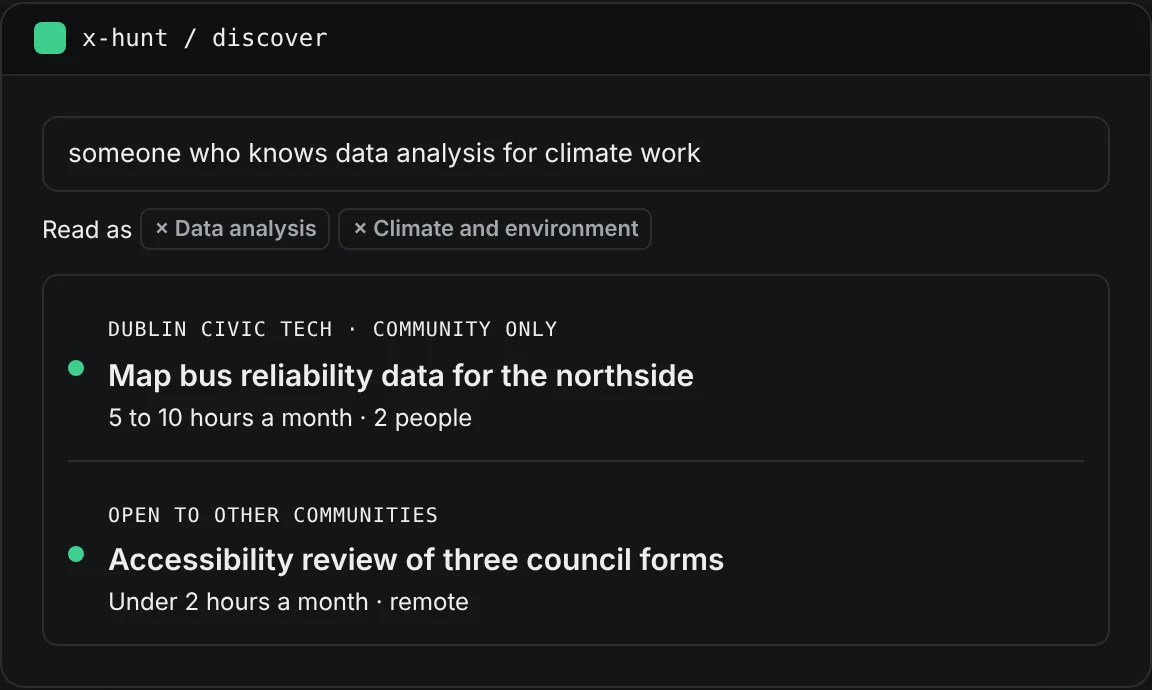 x-hunt / discover
someone who knows data analysis for climate work
Read as × Data analysis × Climate and environment
DUBLIN CIVIC TECH · COMMUNITY ONLY
Map bus reliability data for the northside
5 to 10 hours a month · 2 people
OPEN TO OTHER COMMUNITIES
Accessibility review of three council forms
Under 2 hours a month · remote